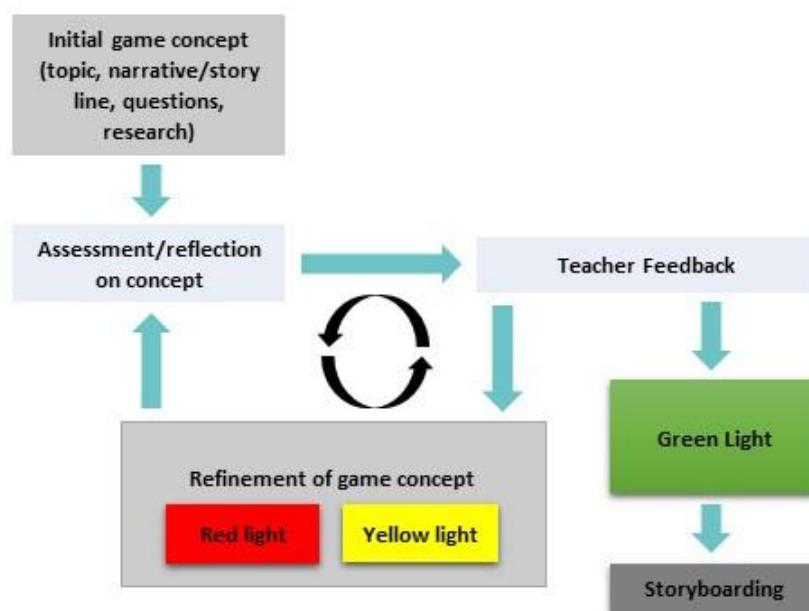 Initial game concept
(topic, narrative/story
line, questions,
research)
Assessment/reflection
on concept
Teacher Feedback
Green Light
Refinement of game concept
Red light
Yellow light
Storyboarding